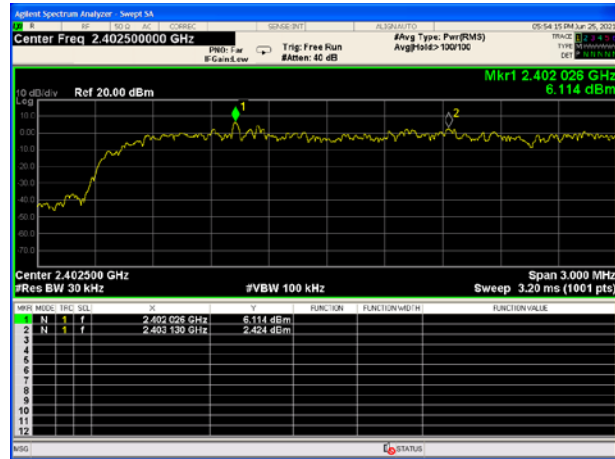 Agilent Spectrum Analyzer - Swept SA
R RF 50 Ω AC CORREC SENSE:INT ALIGNAUTO 05:54:15 PM Jun 25, 2021
Center Freq 2.402500000 GHz
#Avg Type: Pwr(RMS)
TRACE 1 2 3 4 5
PNO: Far
Trig: Free Run
Avg|Hold:> 100/100
TYPE
IFGain:Low
#Atten: 40 dB
DET P N N N N
Mkr1 2.402 026 GHz
6.114 dBm
10 dB/div Ref 20.00 dBm
Log
10.0
0.00
10.0
20.0
30.0
40.0
50.0
60.0
70.0
1
2
Center 2.402500 GHz
Span 3.000 MHz
#Res BW 30 kHz
#VBW 100 kHz
Sweep 3.20 ms (1001 pts)
MKR MODE TRC SCL X Y FUNCTION FUNCTION WIDTH FUNCTION VALUE
1 N 1 f 2.402 026 GHz 6.114 dBm
2 N 1 f 2.403 130 GHz 2.424 dBm
3
4
5
6
7
8
9
10
11
12
MSG
STATUS